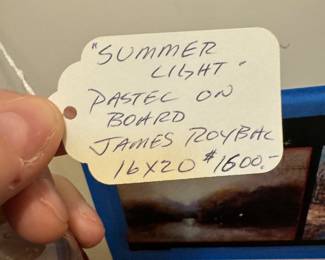 "SUMMER
LIGHT"
PASTEL ON
BOARD
JAMES ROYBAL
16X20 $1600.-